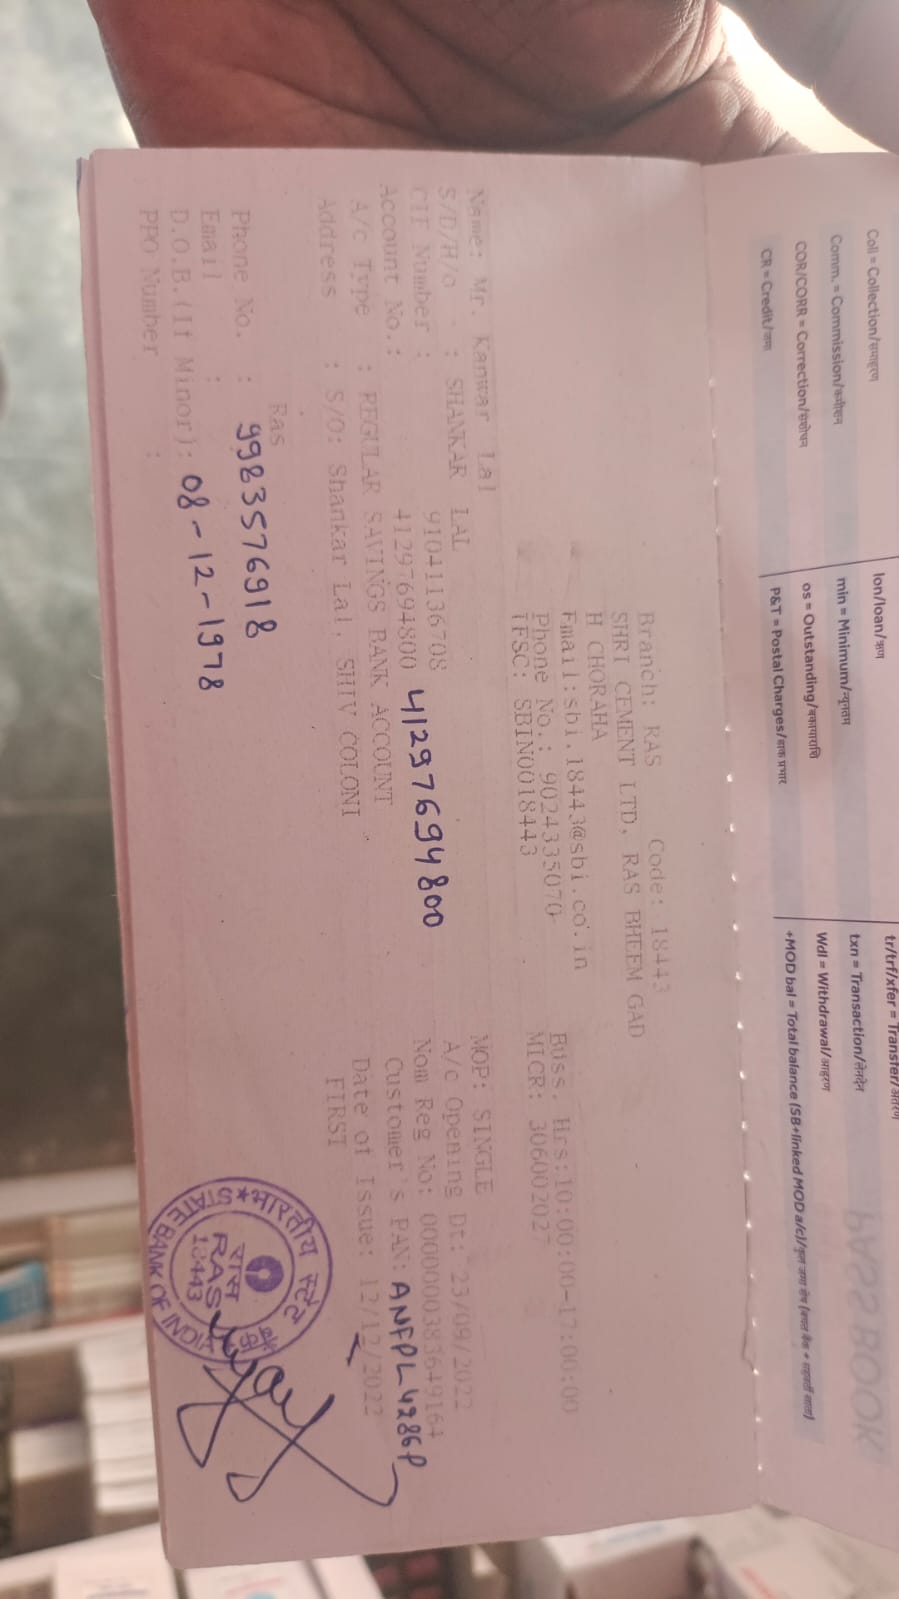 Coll = Collection/समाहरण
Comm. = Commission/कमीशन
COR/CORR = Correction/संशोधन
CR = Credit/जमा
lon/loan/ऋण
min = Minimum/न्यूनतम
os = Outstanding/बकाया राशि
P&T = Postal Charges/डाक प्रभार
tr/trf/xfer = Transfer/अंतरण
txn = Transaction/लेनदेन
Wdl = Withdrawal/आहरण
+MOD bal = Total balance (SB+linked MOD a/c)/
PASS BOOK
Branch: RAS Code: 18443
SHRI CEMENT LTD, RAS BHEEM GAD
H CHORAHA
Email:sbi.18443@sbi.co.in
Buss. Hrs:10:00:00-17:00:00
Phone No.: 9024335070
MICR: 306002027
IFSC: SBIN0018443
Name: Mr. Kanwar Lal
MOP: SINGLE
S/D/H/o : SHANKAR LAL
A/c Opening Dt: 23/09/2022
CIF Number : 91041136708
Nom Reg No: 0000000383649164
Account No.: 41297694800 41297694800
Customer's PAN: ANFPL4286P
A/c Type : REGULAR SAVINGS BANK ACCOUNT
Date of Issue: 12/12/2022
Address : S/O: Shankar Lal, SHIV COLONI
FIRST
Ras
Phone No. : 9983576918
Email :
D.O.B.(If Minor): 08-12-1978
PPO Number :
भारतीय स्टेट बैंक
रास
RAS
18443
STATE BANK OF INDIA